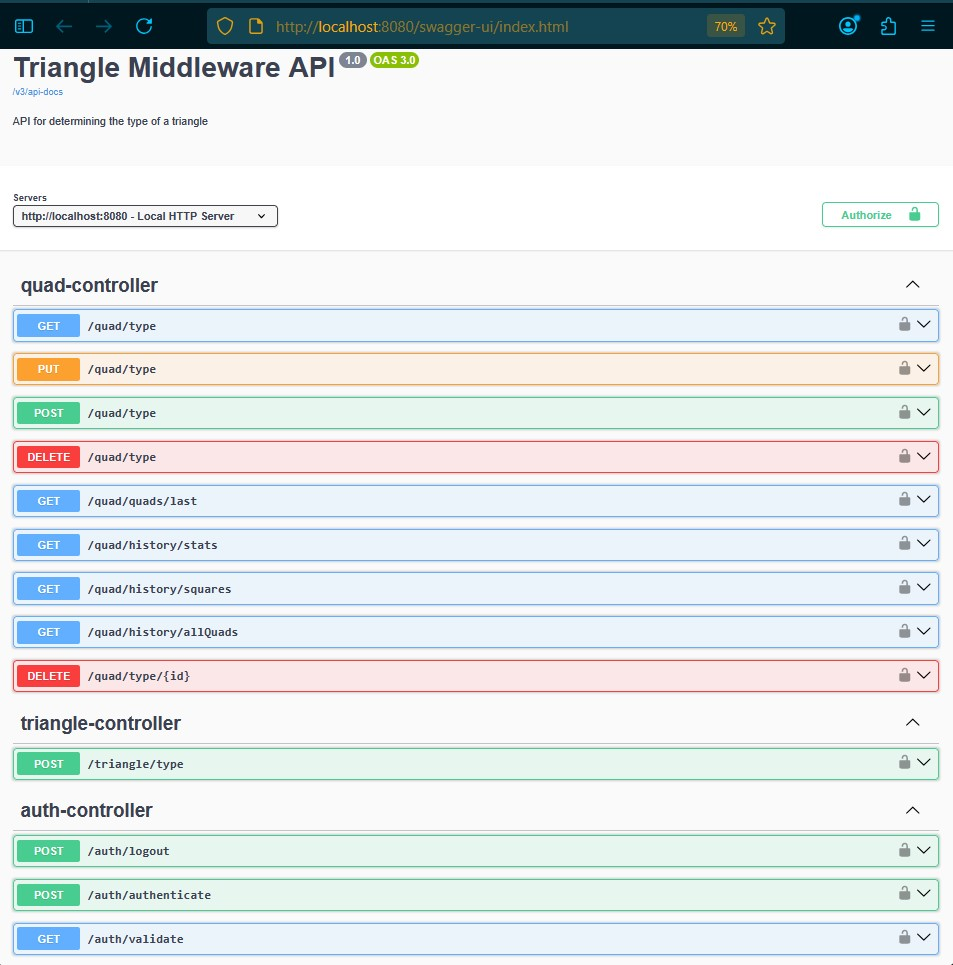 http://localhost:8080/swagger-ui/index.html 70%
Triangle Middleware API 1.0 OAS 3.0
/v3/api-docs
API for determining the type of a triangle
Servers
http://localhost:8080 - Local HTTP Server
Authorize
quad-controller
GET /quad/type
PUT /quad/type
POST /quad/type
DELETE /quad/type
GET /quad/quads/last
GET /quad/history/stats
GET /quad/history/squares
GET /quad/history/allQuads
DELETE /quad/type/{id}
triangle-controller
POST /triangle/type
auth-controller
POST /auth/logout
POST /auth/authenticate
GET /auth/validate